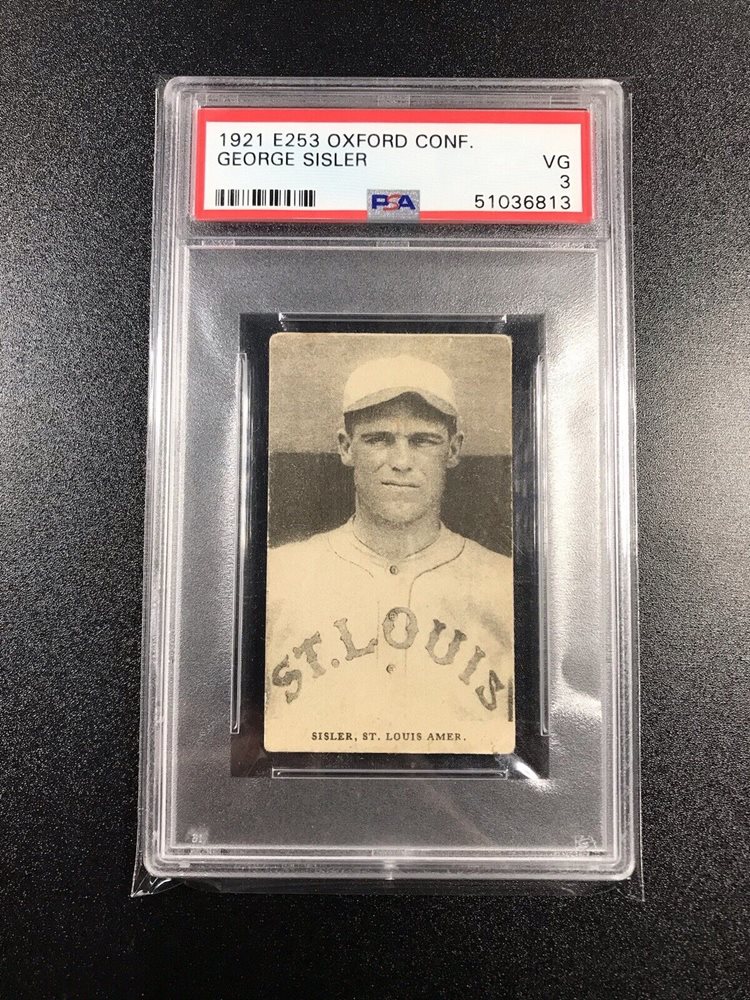 1921 E253 OXFORD CONF.
GEORGE SISLER
VG
3
PSA
51036813
ST. LOUIS
SISLER, ST. LOUIS AMER.